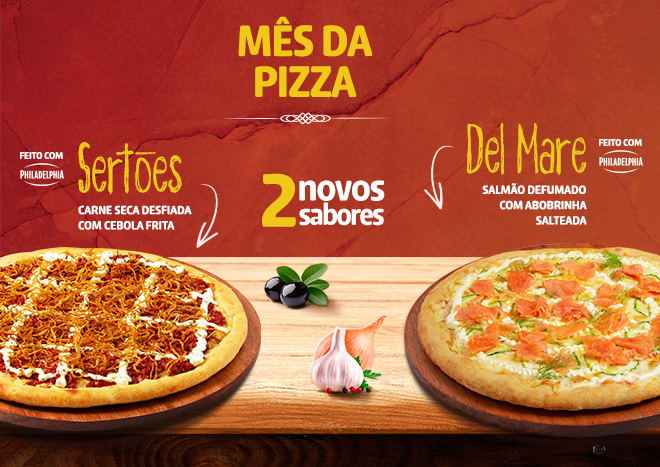 MÊS DA
PIZZA
FEITO COM
PHILADELPHIA
Sertões
CARNE SECA DESFIADA
COM CEBOLA FRITA
2 novos
sabores
Del Mare
FEITO COM
PHILADELPHIA
SALMÃO DEFUMADO
COM ABOBRINHA
SALTEADA